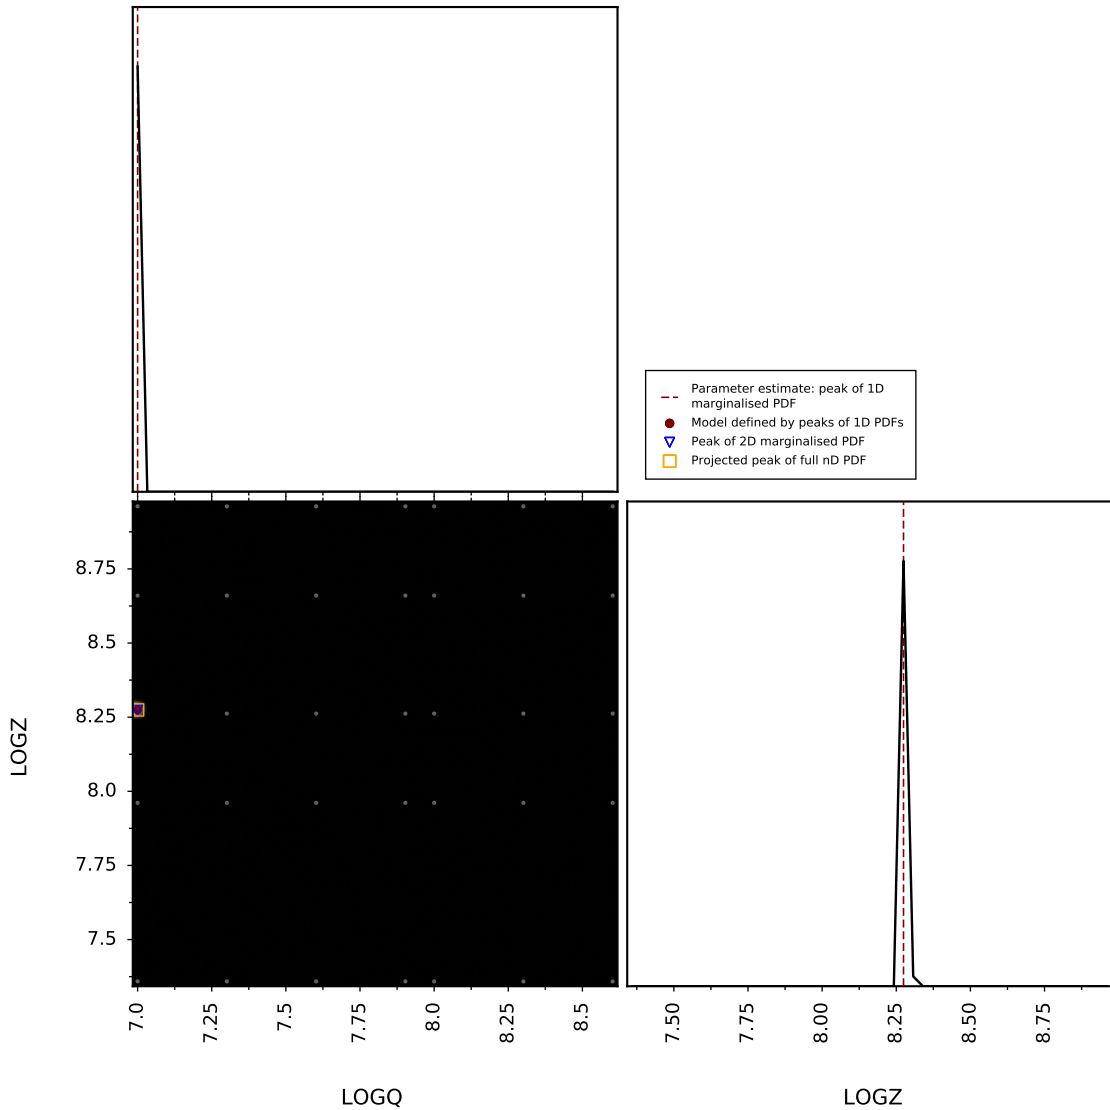 Parameter estimate: peak of 1D
marginalised PDF
Model defined by peaks of 1D PDFs
Peak of 2D marginalised PDF
Projected peak of full nD PDF
8.75
8.5
8.25
8.0
7.75
7.5
LOGZ
7.0
7.25
7.5
7.75
8.0
8.25
8.5
LOGQ
7.50
7.75
8.00
8.25
8.50
8.75
LOGZ